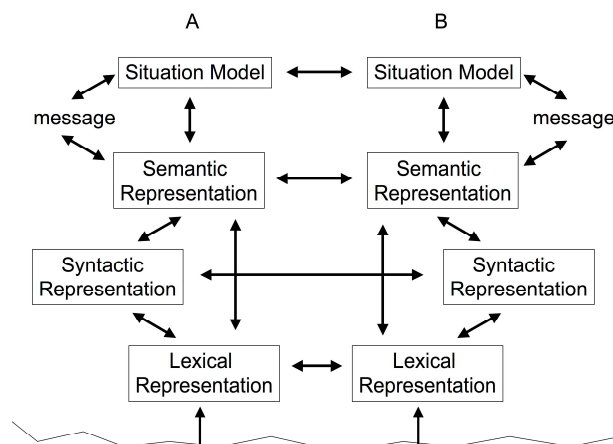 A B
Situation Model Situation Model
message message
Semantic Semantic
Representation Representation
Syntactic Syntactic
Representation Representation
Lexical Lexical
Representation Representation